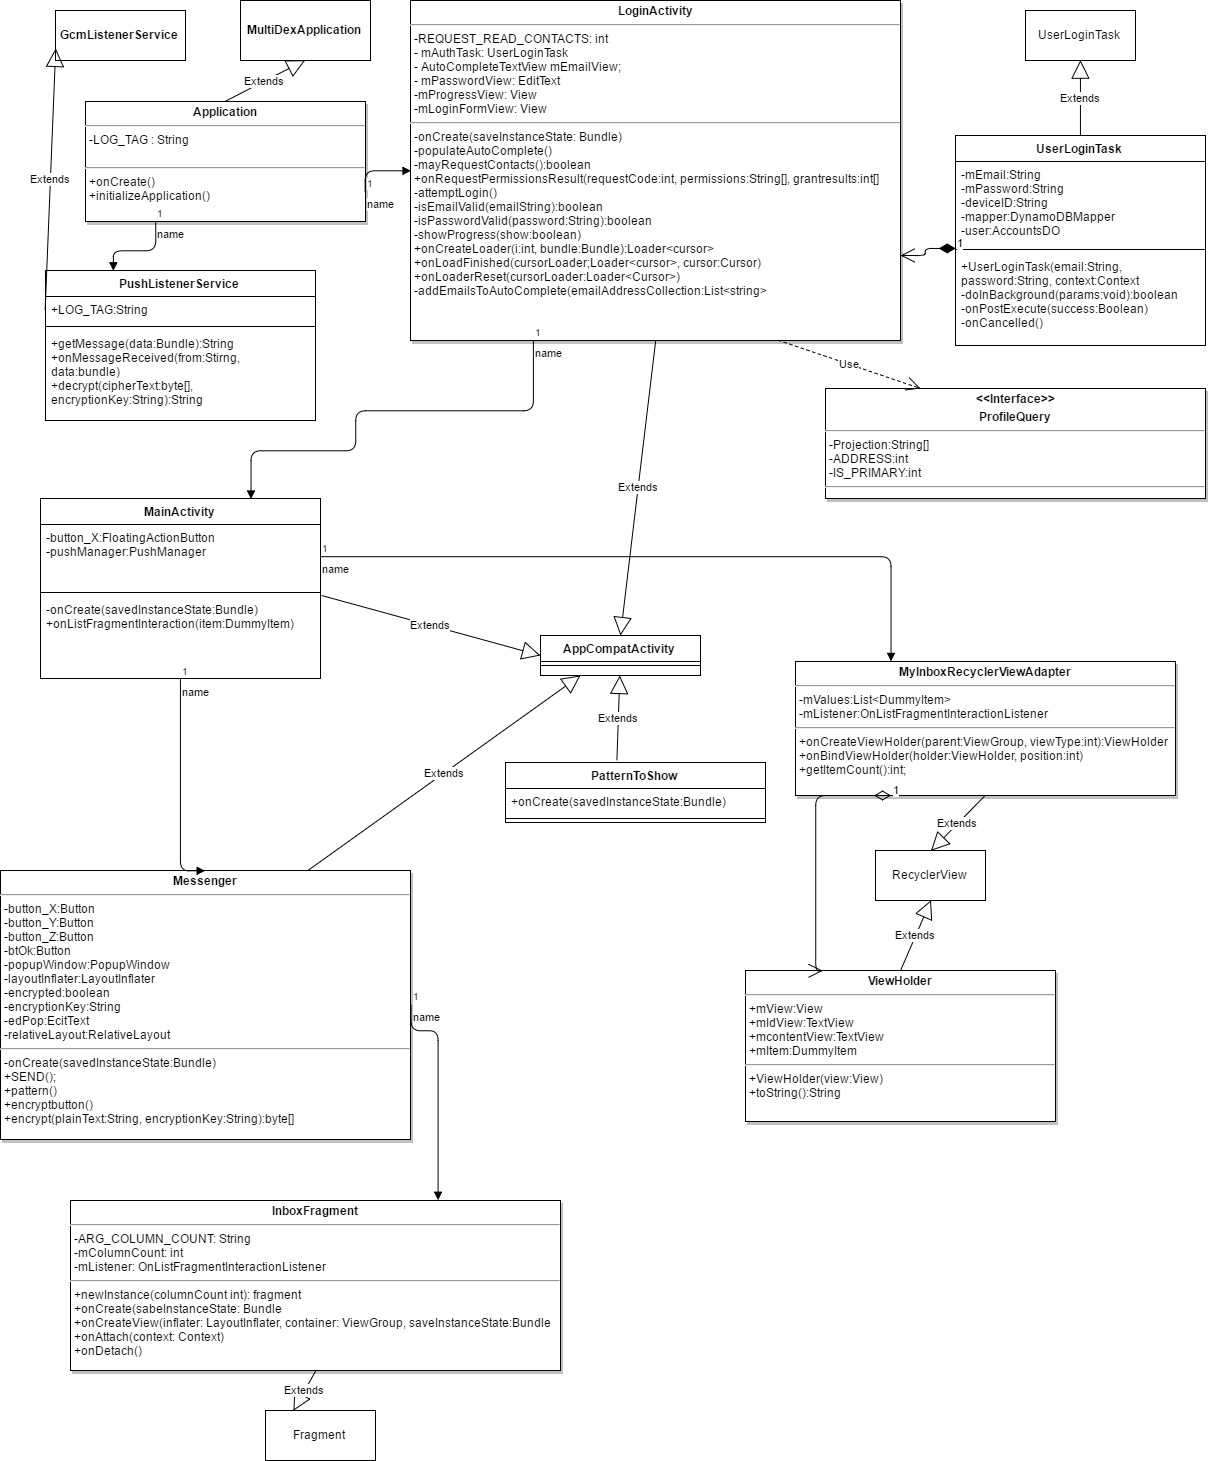 GcmListenerService
MultiDexApplication
Extends
Extends
Application
-LOG_TAG : String
+onCreate()
+initializeApplication()
1
name
1
name
PushListenerService
+LOG_TAG:String
+getMessage(data:Bundle):String
+onMessageReceived(from:Stirng,
data:bundle)
+decrypt(cipherText:byte[],
encryptionKey:String):String
LoginActivity
-REQUEST_READ_CONTACTS: int
- mAuthTask: UserLoginTask
- AutoCompleteTextView mEmailView;
- mPasswordView: EditText
-mProgressView: View
-mLoginFormView: View
-onCreate(saveInstanceState: Bundle)
-populateAutoComplete()
-mayRequestContacts():boolean
+onRequestPermissionsResult(requestCode:int, permissions:String[], grantresults:int[]
-attemptLogin()
-isEmailValid(emailString):boolean
-isPasswordValid(password:String):boolean
-showProgress(show:boolean)
+onCreateLoader(i:int, bundle:Bundle):Loader<cursor>
+onLoadFinished(cursorLoader;Loader<cursor>, cursor:Cursor)
+onLoaderReset(cursorLoader:Loader<Cursor>)
-addEmailsToAutoComplete(emailAddressCollection:List<string>
1
name
UserLoginTask
Extends
UserLoginTask
-mEmail:String
-mPassword:String
-deviceID:String
-mapper:DynamoDBMapper
-user:AccountsDO
1
+UserLoginTask(email:String,
password:String, context:Context
-doInBackground(params:void):boolean
-onPostExecute(success:Boolean)
-onCancelled()
Use
<<Interface>>
ProfileQuery
-Projection:String[]
-ADDRESS:int
-IS_PRIMARY:int
Extends
MainActivity
-button_X:FloatingActionButton
-pushManager:PushManager
-onCreate(savedInstanceState:Bundle)
+onListFragmentInteraction(item:DummyItem)
1
name
1
name
Extends
AppCompatActivity
Extends
Extends
PatternToShow
+onCreate(savedInstanceState:Bundle)
MyInboxRecyclerViewAdapter
-mValues:List<DummyItem>
-mListener:OnListFragmentInteractionListener
+onCreateViewHolder(parent:ViewGroup, viewType:int):ViewHolder
+onBindViewHolder(holder:ViewHolder, position:int)
+getItemCount():int;
1
Extends
RecyclerView
Extends
ViewHolder
+mView:View
+mIdView:TextView
+mcontentView:TextView
+mItem:DummyItem
+ViewHolder(view:View)
+toString():String
Messenger
-button_X:Button
-button_Y:Button
-button_Z:Button
-btOk:Button
-popupWindow:PopupWindow
-layoutInflater:LayoutInflater
-encrypted:boolean
-encryptionKey:String
-edPop:EcitText
-relativeLayout:RelativeLayout
-onCreate(savedInstanceState:Bundle)
+SEND();
+pattern()
+encryptbutton()
+encrypt(plainText:String, encryptionKey:String):byte[]
1
name
InboxFragment
-ARG_COLUMN_COUNT: String
-mColumnCount: int
-mListener: OnListFragmentInteractionListener
+newInstance(columnCount int): fragment
+onCreate(sabeInstanceState: Bundle
+onCreateView(inflater: LayoutInflater, container: ViewGroup, saveInstanceState:Bundle
+onAttach(context: Context)
+onDetach()
Extends
Fragment